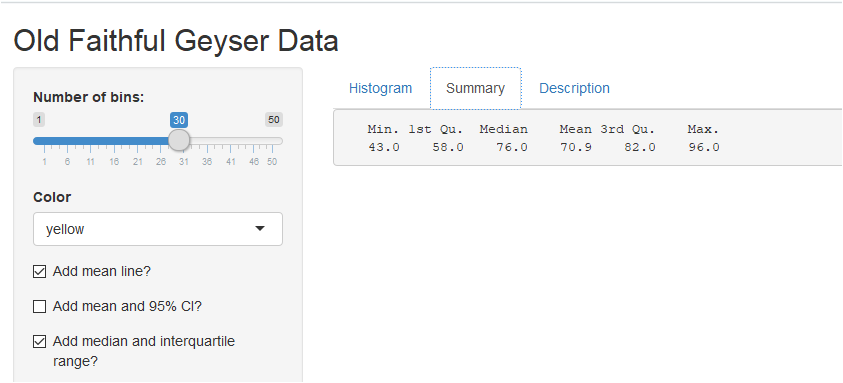 Old Faithful Geyser Data
Number of bins:
1 30 50
1 6 11 16 21 26 31 36 41 46 50
Color
yellow
Add mean line?
Add mean and 95% CI?
Add median and interquartile
range?
Histogram Summary Description
Min. 1st Qu. Median Mean 3rd Qu. Max.
43.0 58.0 76.0 70.9 82.0 96.0